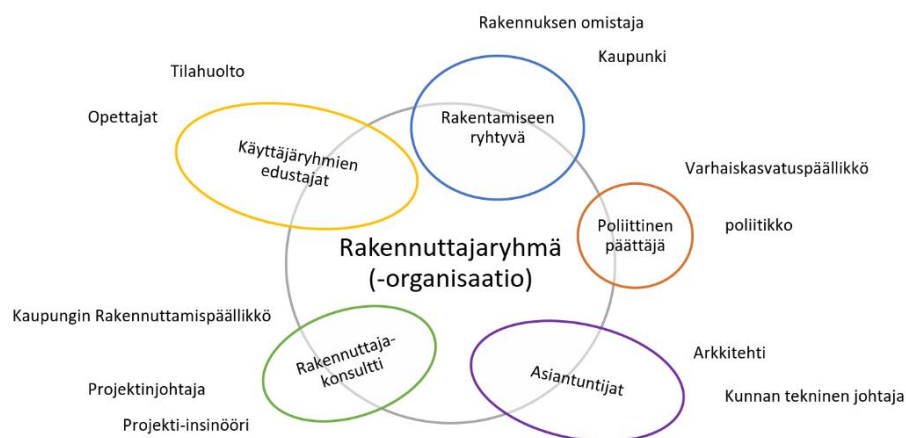 Rakennuksen omistaja
Kaupunki
Tilahuolto
Opettajat
Rakentamiseen
ryhtyvä
Käyttäjäryhmien
edustajat
Varhaiskasvatuspäällikkö
poliitikko
Poliittinen
päättäjä
Rakennuttajaryhmä
(-organisaatio)
Kaupungin Rakennuttamispäällikkö
Rakennuttaja-
konsultti
Projektinjohtaja
Projekti-insinööri
Asiantuntijat
Arkkitehti
Kunnan tekninen johtaja